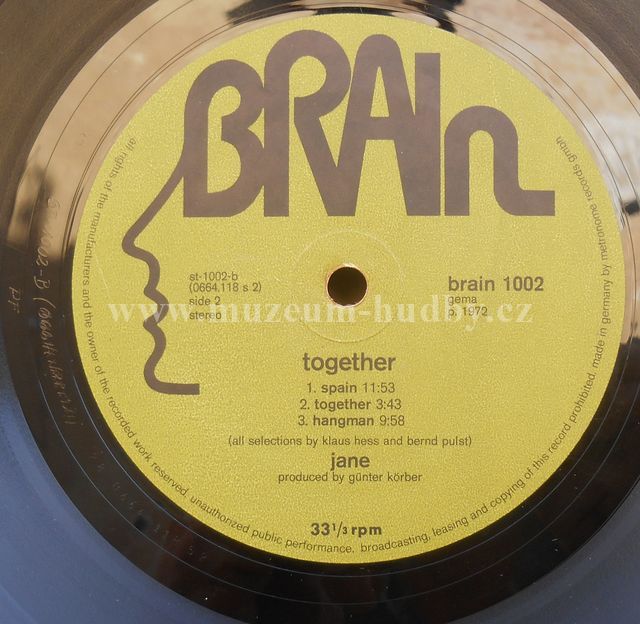 BRAIN
st-1002-b
(0664.118 s 2)
side 2
stereo
brain 1002
gema
p. 1972
www.muzeum-hudby.cz
together
1. spain 11:53
2. together 3:43
3. hangman 9:58
(all selections by klaus hess and bernd pulst)
jane
produced by günter körber
33 1/3 rpm
all rights of the manufacturers and the owner of the recorded work reserved. unauthorized public performance, broadcasting, leasing and copying of this record prohibited. made in germany by metronome records gmbh